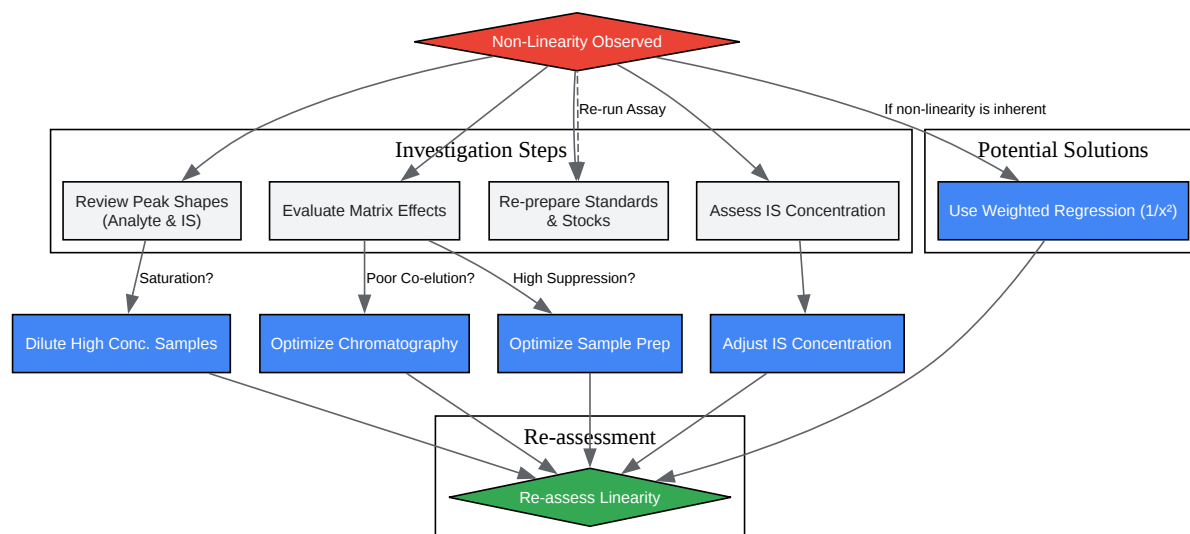 Non-Linearity Observed
Re-run Assay
If non-linearity is inherent
Investigation Steps
Potential Solutions
Review Peak Shapes
(Analyte & IS)
Evaluate Matrix Effects
Re-prepare Standards
& Stocks
Assess IS Concentration
Use Weighted Regression (1/x²)
Saturation?
Poor Co-elution?
High Suppression?
Dilute High Conc. Samples
Optimize Chromatography
Optimize Sample Prep
Adjust IS Concentration
Re-assessment
Re-assess Linearity